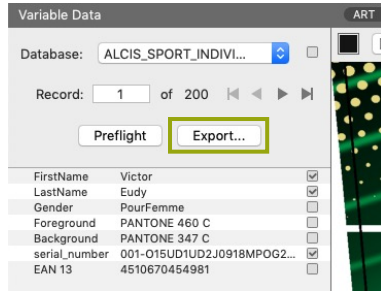 Variable Data
ART
Database: ALCIS_SPORT_INDIVI...
Record: 1 of 200
Preflight Export...
FirstName Victor
LastName Eudy
Gender PourFemme
Foreground PANTONE 460 C
Background PANTONE 347 C
serial_number 001-O15UD1UD2J0918MPOG2...
EAN 13 4510670454981